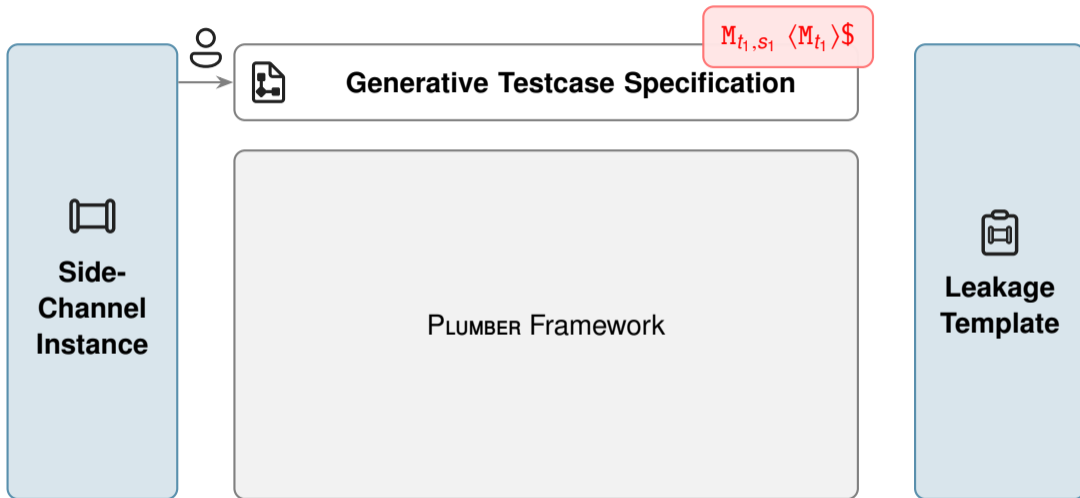 M_{t₁,s₁} ⟨M_{t₁}⟩$
Generative Testcase Specification
Side-
Channel
Instance
PLUMBER Framework
Leakage
Template